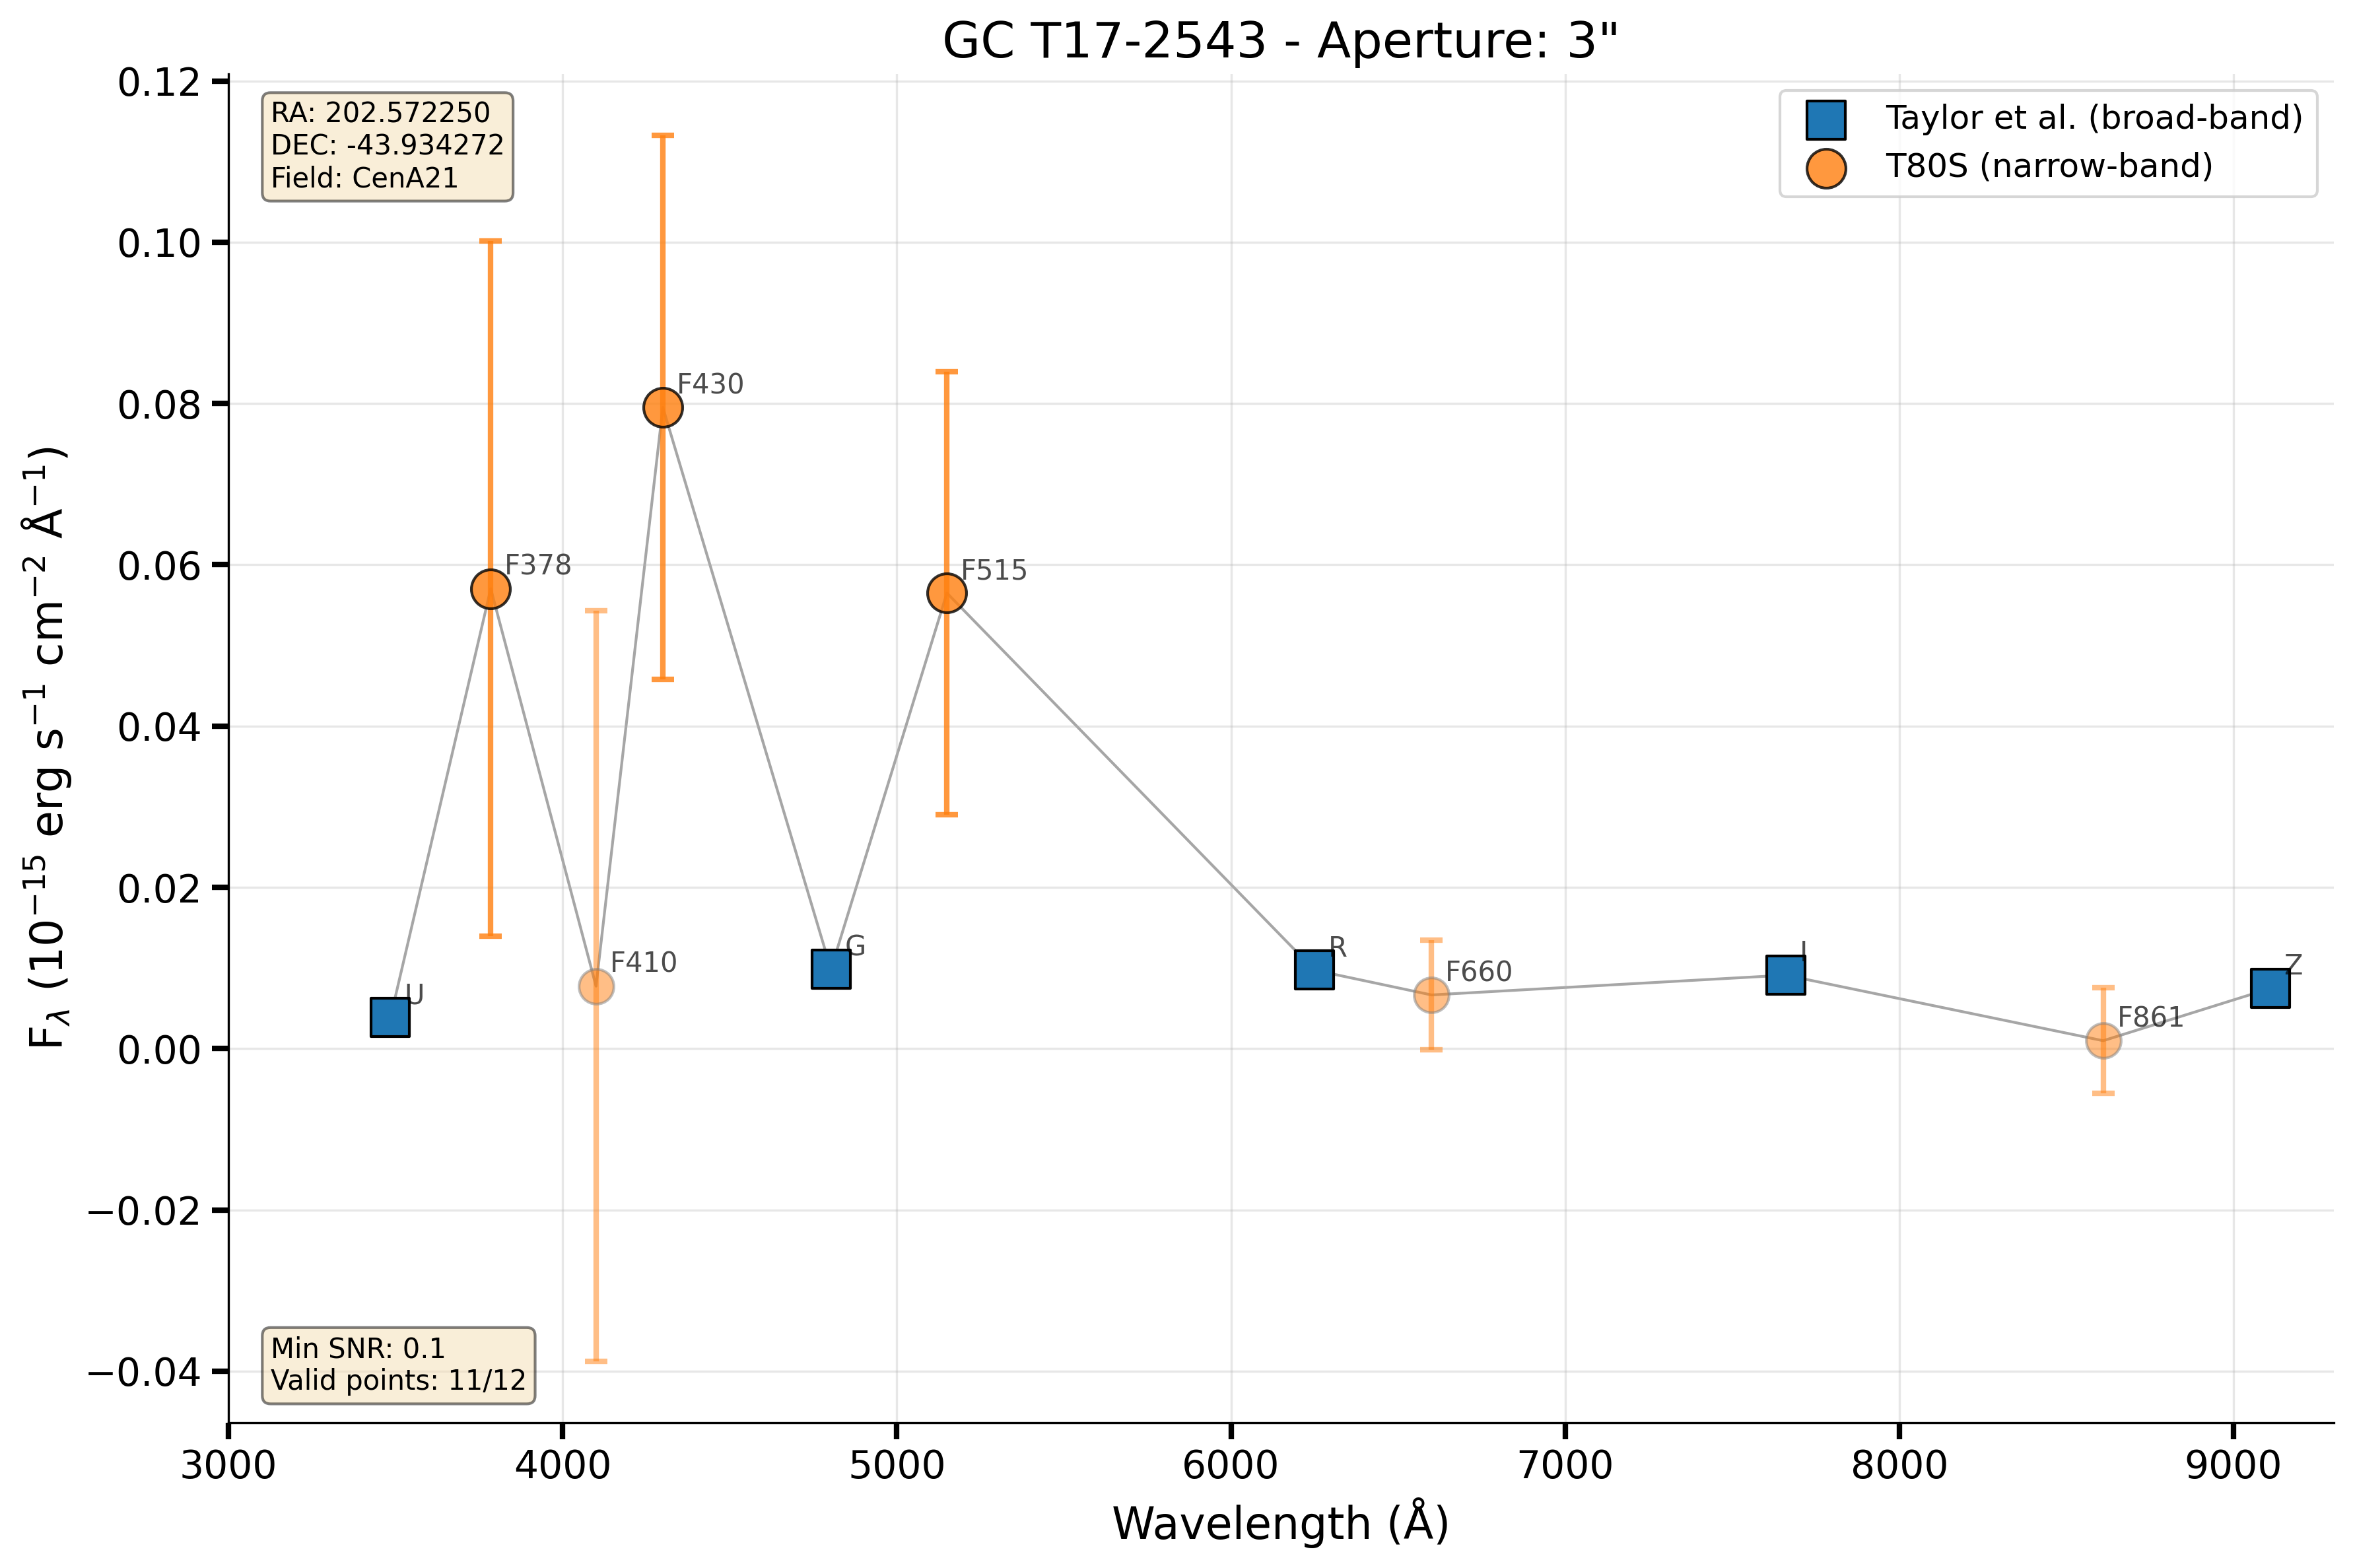 GC T17-2543 - Aperture: 3"
RA: 202.572250
DEC: -43.934272
Field: CenA21
Taylor et al. (broad-band)
T80S (narrow-band)
0.12
0.10
0.08
0.06
0.04
0.02
0.00
−0.02
−0.04
F_λ (10⁻¹⁵ erg s⁻¹ cm⁻² Å⁻¹)
U
F378
F410
F430
G
F515
R
F660
I
F861
Z
Min SNR: 0.1
Valid points: 11/12
3000
4000
5000
6000
7000
8000
9000
Wavelength (Å)